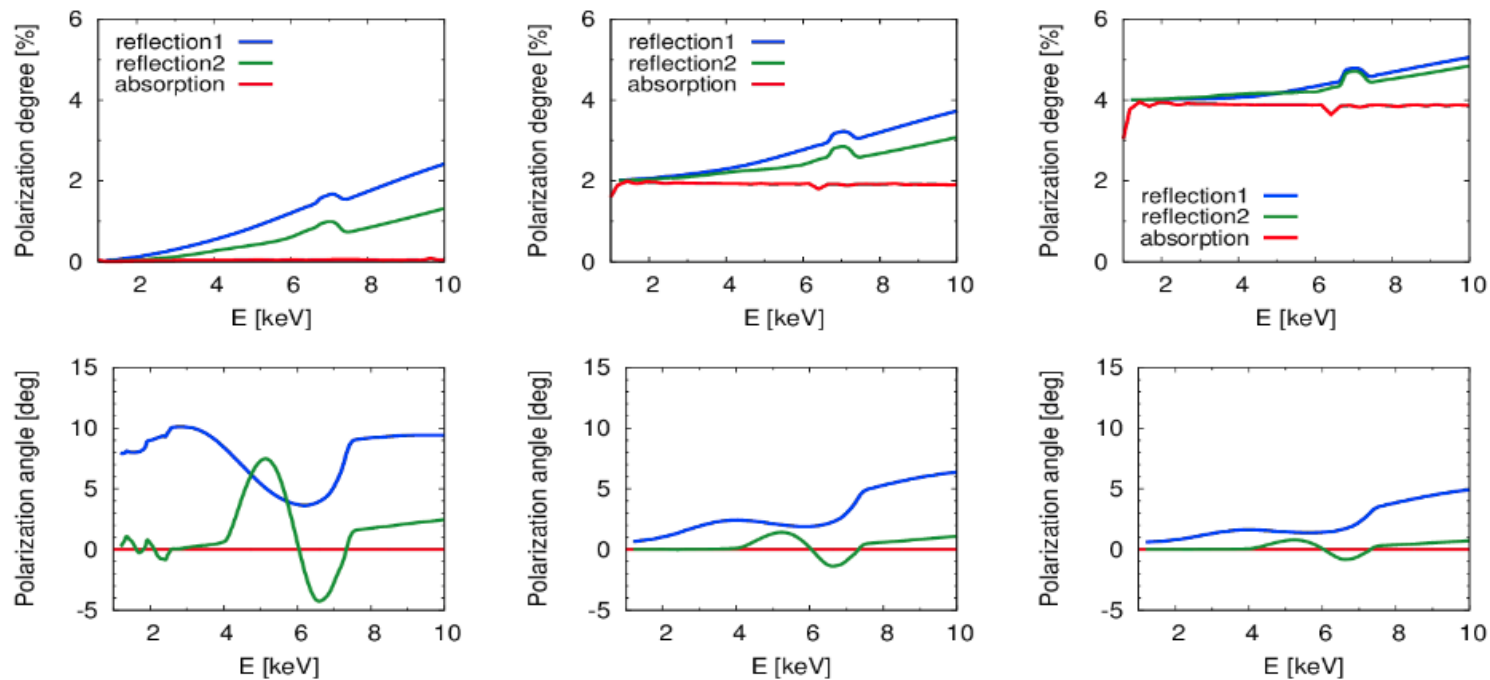 Polarization degree [%]
6
4
2
0
reflection1
reflection2
absorption
2 4 6 8 10
E [keV]
Polarization degree [%]
6
4
2
0
reflection1
reflection2
absorption
2 4 6 8 10
E [keV]
Polarization degree [%]
6
4
2
0
reflection1
reflection2
absorption
2 4 6 8 10
E [keV]
Polarization angle [deg]
15
10
5
0
-5
2 4 6 8 10
E [keV]
Polarization angle [deg]
15
10
5
0
-5
2 4 6 8 10
E [keV]
Polarization angle [deg]
15
10
5
0
-5
2 4 6 8 10
E [keV]